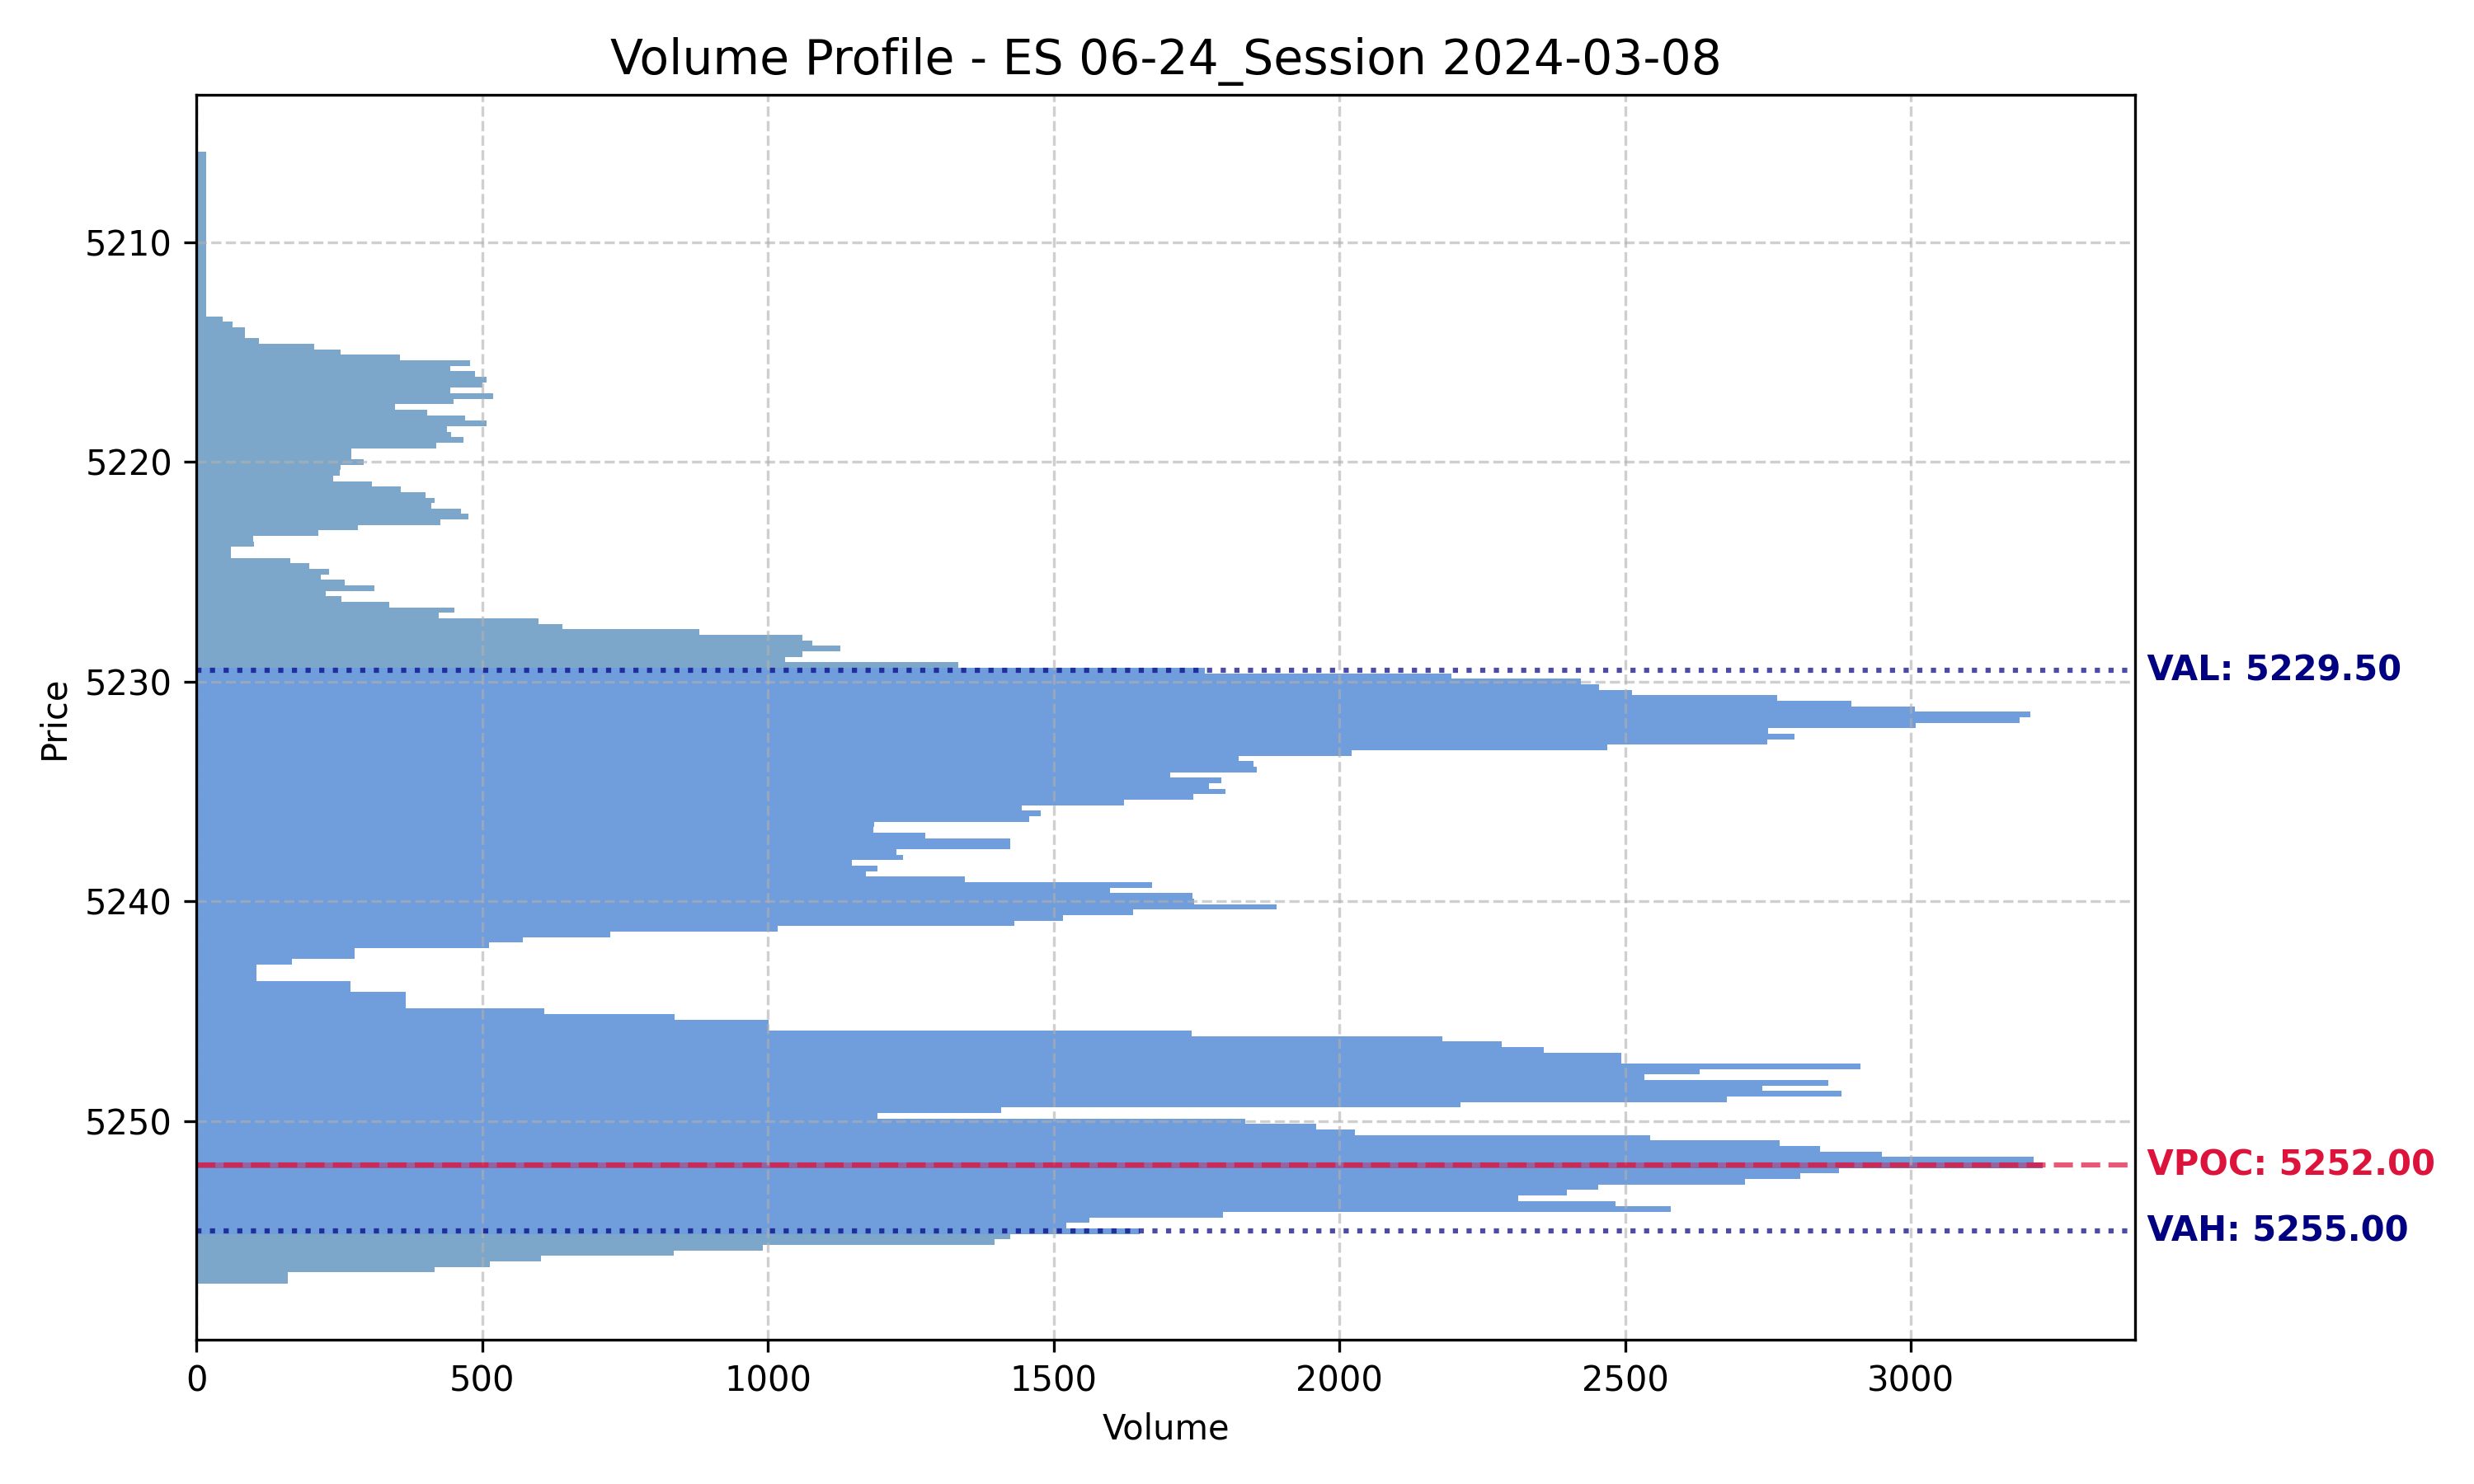 Volume Profile - ES 06-24_Session 2024-03-08
Price
5210
5220
5230
5240
5250
VAL: 5229.50
VPOC: 5252.00
VAH: 5255.00
0 500 1000 1500 2000 2500 3000
Volume